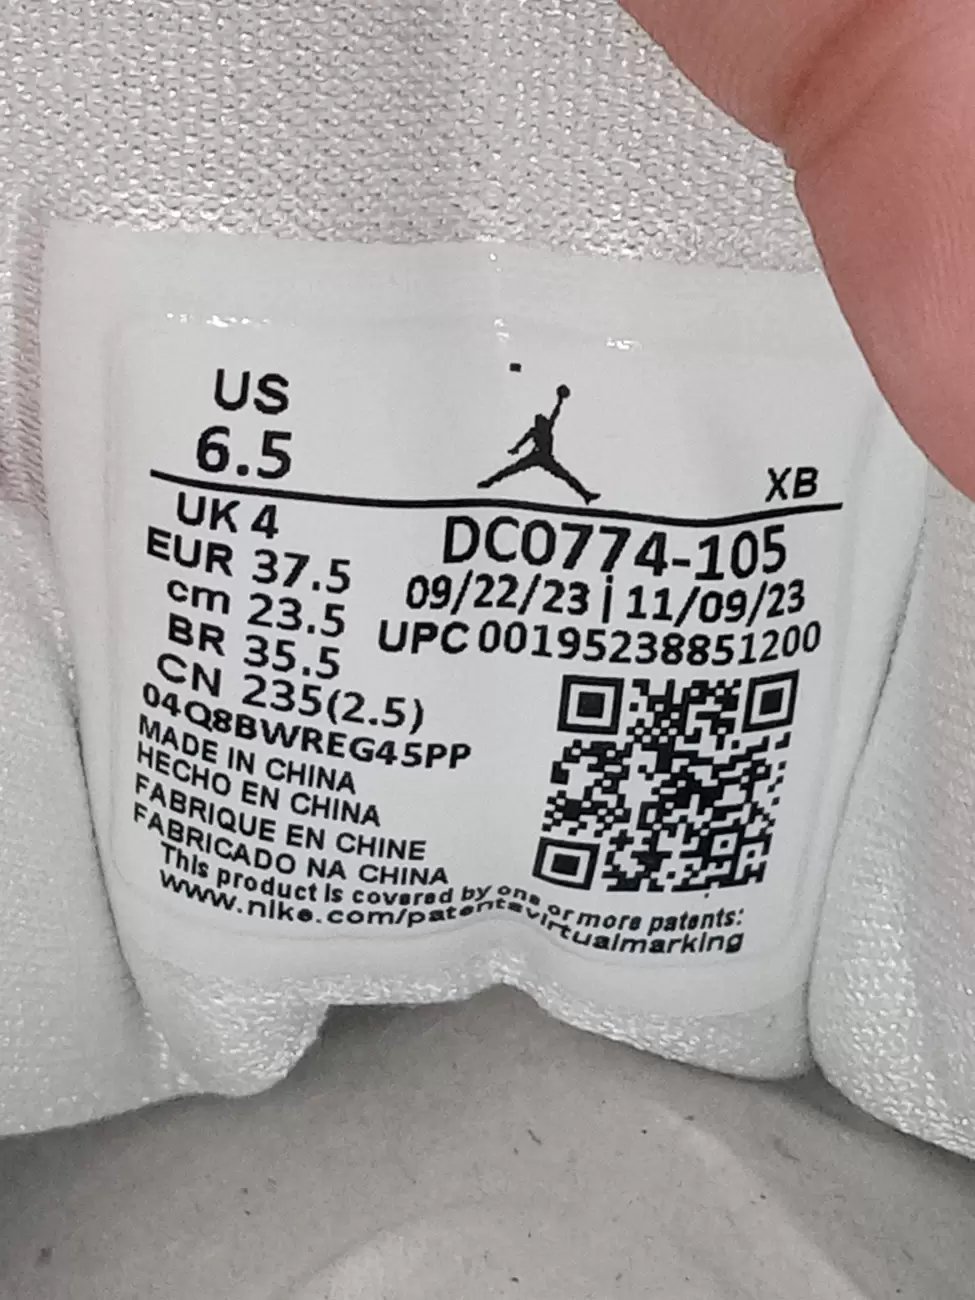 US
6.5
XB
UK 4
EUR 37.5
cm 23.5
BR 35.5
CN 235(2.5)
04Q8BWREG45PP
MADE IN CHINA
HECHO EN CHINA
FABRIQUE EN CHINE
FABRICADO NA CHINA
DC0774-105
09/22/23 | 11/09/23
UPC 00195238851200
This product is covered by one or more patents:
www.nike.com/patentsvirtualmarking